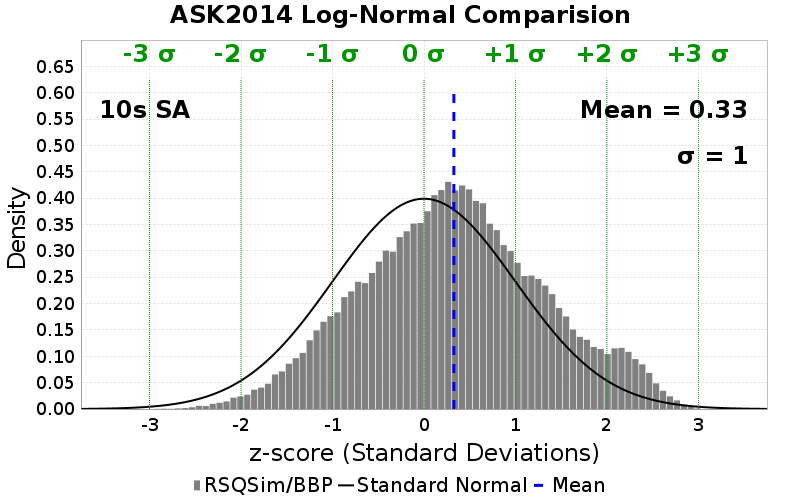 ASK2014 Log-Normal Comparision
-3 σ -2 σ -1 σ 0 σ +1 σ +2 σ +3 σ
10s SA
Mean = 0.33
σ = 1
Density
0.65
0.60
0.55
0.50
0.45
0.40
0.35
0.30
0.25
0.20
0.15
0.10
0.05
0.00
-3 -2 -1 0 1 2 3
z-score (Standard Deviations)
RSQSim/BBP Standard Normal Mean